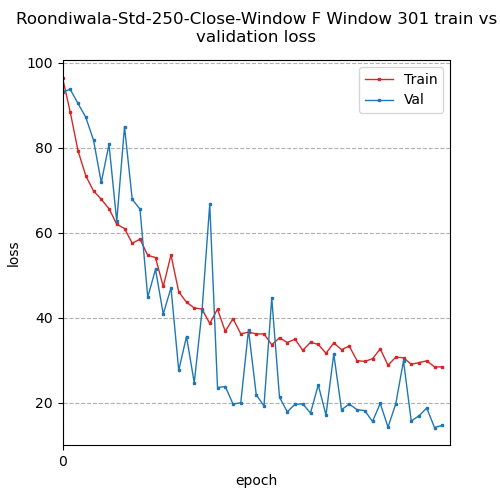 Roondiwala-Std-250-Close-Window F Window 301 train vs
validation loss
100
80
60
40
20
0
loss
epoch
Train
Val